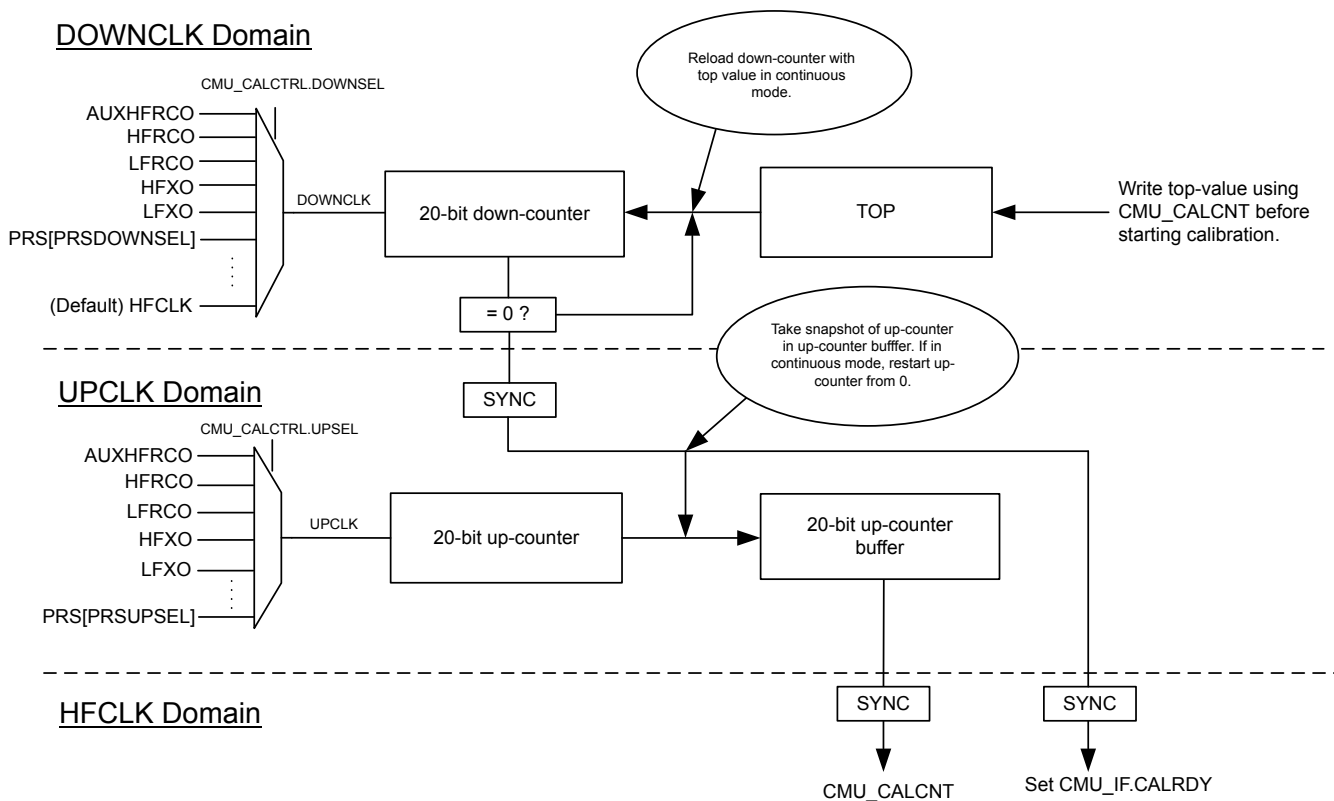 DOWNCLK Domain
CMU_CALCTRL.DOWNSEL
AUXHFRCO
HFRCO
LFRCO
HFXO
LFXO
PRS[PRSDOWNSEL]
(Default) HFCLK
DOWNCLK
20-bit down-counter
Reload down-counter with
top value in continuous
mode.
TOP
Write top-value using
CMU_CALCNT before
starting calibration.
= 0 ?
Take snapshot of up-counter
in up-counter bufffer. If in
continuous mode, restart up-
counter from 0.
UPCLK Domain
SYNC
CMU_CALCTRL.UPSEL
AUXHFRCO
HFRCO
LFRCO
HFXO
LFXO
PRS[PRSUPSEL]
UPCLK
20-bit up-counter
20-bit up-counter
buffer
HFCLK Domain
SYNC
SYNC
CMU_CALCNT
Set CMU_IF.CALRDY